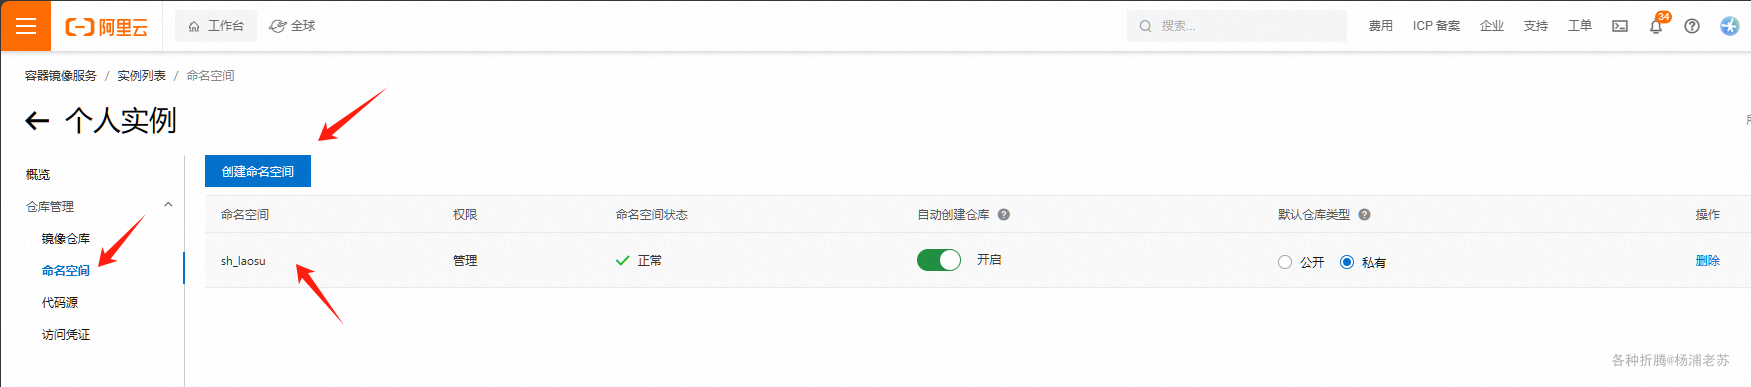 阿里云 工作台 全球 搜索... 费用 ICP 备案 企业 支持 工单 34
容器镜像服务 / 实例列表 / 命名空间
个人实例
概览
仓库管理
镜像仓库
命名空间
代码源
访问凭证
创建命名空间
命名空间 权限 命名空间状态 自动创建仓库 默认仓库类型 操作
sh_laosu 管理 正常 开启 公开 私有 删除
各种折腾@杨浦老苏